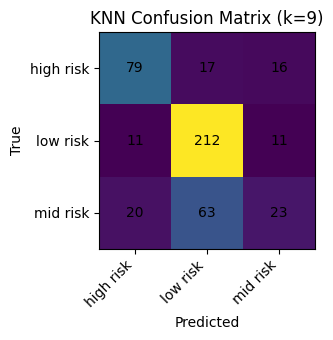 KNN Confusion Matrix (k=9)
True
high risk 79 17 16
low risk 11 212 11
mid risk 20 63 23
high risk low risk mid risk
Predicted